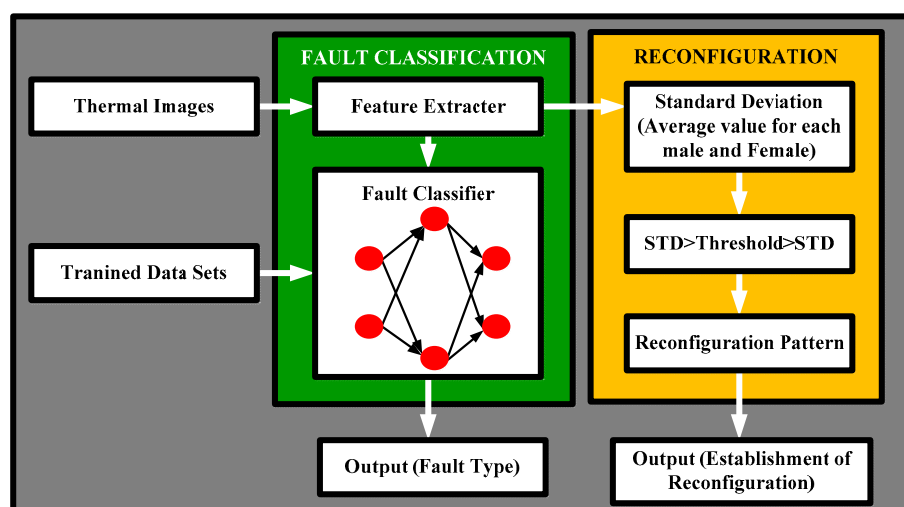 FAULT CLASSIFICATION
RECONFIGURATION
Thermal Images
Feature Extracter
Standard Deviation
(Average value for each
male and Female)
Fault Classifier
STD>Threshold>STD
Tranined Data Sets
Reconfiguration Pattern
Output (Fault Type)
Output (Establishment of
Reconfiguration)